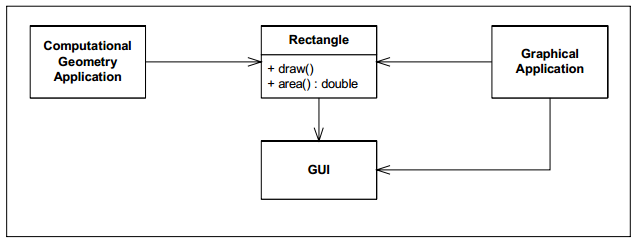 Computational
Geometry
Application
Rectangle
+ draw()
+ area() : double
Graphical
Application
GUI